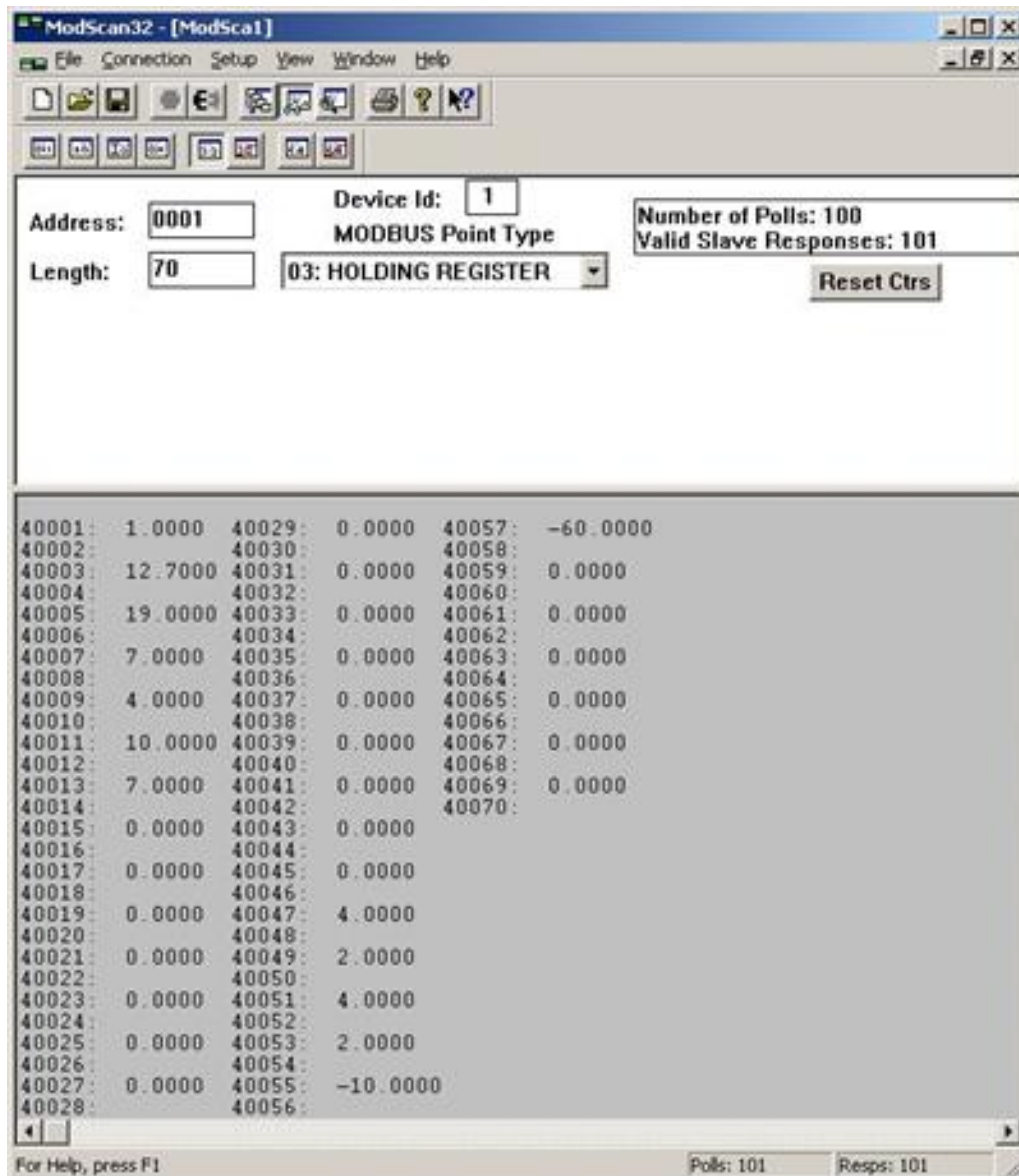 ModScan32 - [ModSca1]
File Connection Setup View Window Help
Address: 0001
Device Id: 1
MODBUS Point Type
Length: 70
03: HOLDING REGISTER
Number of Polls: 100
Valid Slave Responses: 101
Reset Ctrs
40001: 1.0000 40029: 0.0000 40057: -60.0000
40002: 40030: 40058:
40003: 12.7000 40031: 0.0000 40059: 0.0000
40004: 40032: 40060:
40005: 19.0000 40033: 0.0000 40061: 0.0000
40006: 40034: 40062:
40007: 7.0000 40035: 0.0000 40063: 0.0000
40008: 40036: 40064:
40009: 4.0000 40037: 0.0000 40065: 0.0000
40010: 40038: 40066:
40011: 10.0000 40039: 0.0000 40067: 0.0000
40012: 40040: 40068:
40013: 7.0000 40041: 0.0000 40069: 0.0000
40014: 40042: 40070:
40015: 0.0000 40043: 0.0000
40016: 40044:
40017: 0.0000 40045: 0.0000
40018: 40046:
40019: 0.0000 40047: 4.0000
40020: 40048:
40021: 0.0000 40049: 2.0000
40022: 40050:
40023: 0.0000 40051: 4.0000
40024: 40052:
40025: 0.0000 40053: 2.0000
40026: 40054:
40027: 0.0000 40055: -10.0000
40028: 40056:
For Help, press F1
Polls: 101
Resps: 101